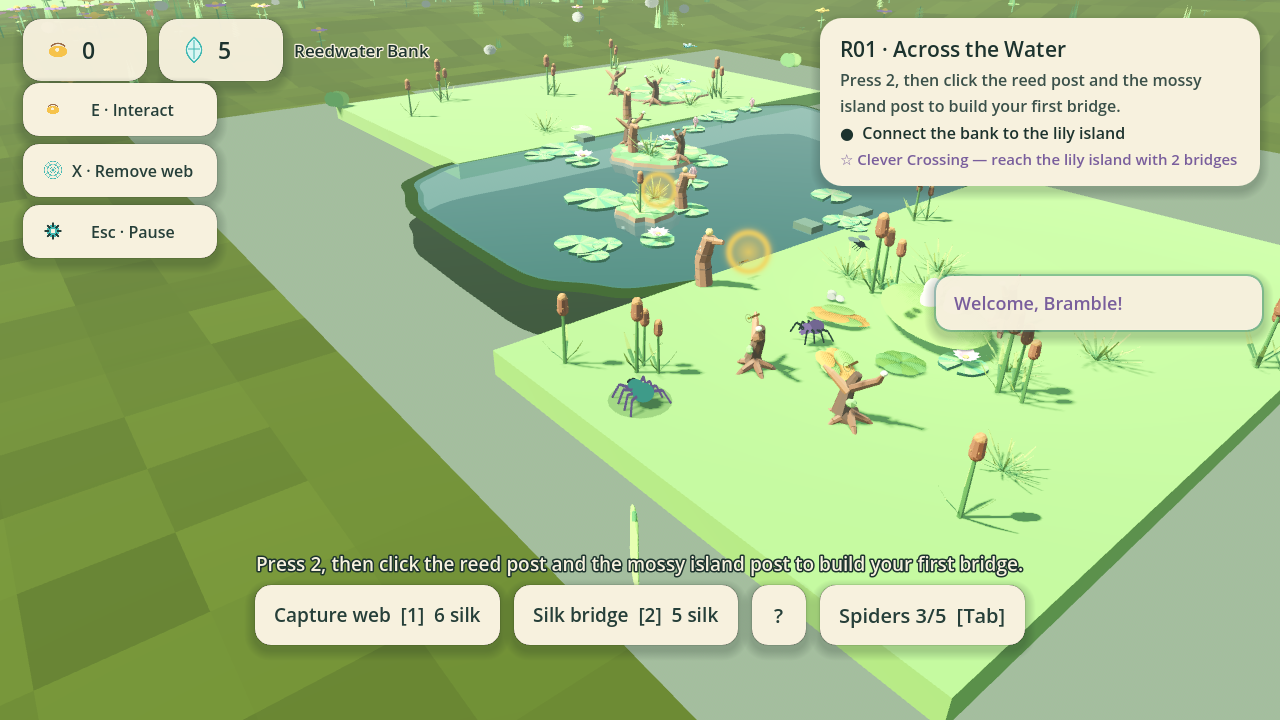 0
5
Reedwater Bank
E · Interact
X · Remove web
Esc · Pause
R01 · Across the Water
Press 2, then click the reed post and the mossy
island post to build your first bridge.
● Connect the bank to the lily island
☆ Clever Crossing — reach the lily island with 2 bridges
Welcome, Bramble!
Press 2, then click the reed post and the mossy island post to build your first bridge.
Capture web [1] 6 silk
Silk bridge [2] 5 silk
?
Spiders 3/5 [Tab]